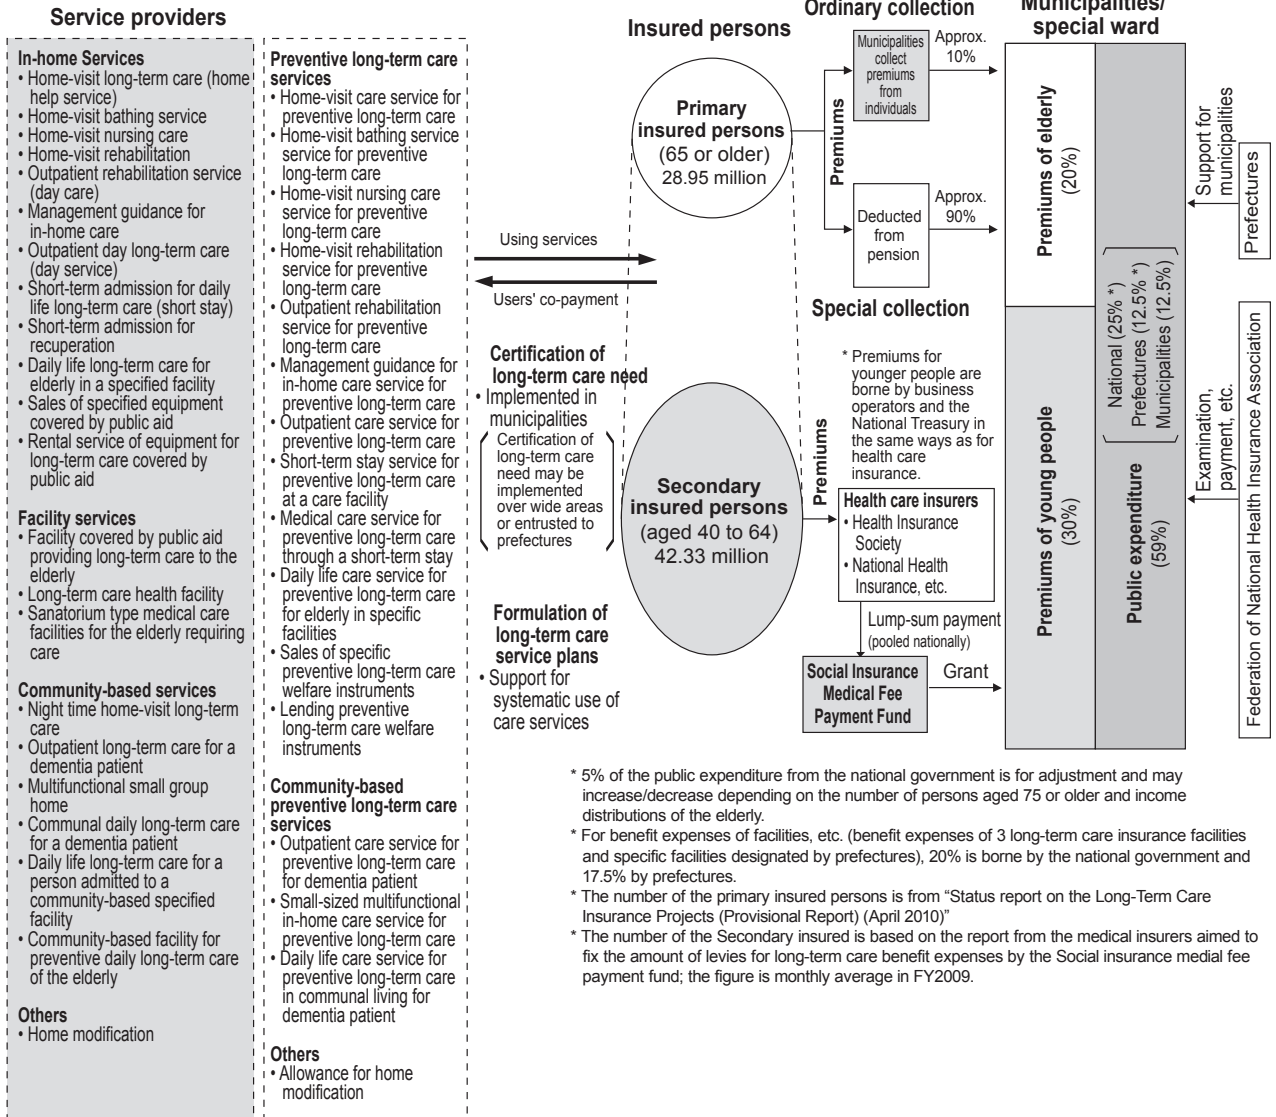 Service providers
In-home Services
• Home-visit long-term care (home
help service)
• Home-visit bathing service
• Home-visit nursing care
• Home-visit rehabilitation
• Outpatient rehabilitation service
(day care)
• Management guidance for
in-home care
• Outpatient day long-term care
(day service)
• Short-term admission for daily
life long-term care (short stay)
• Short-term admission for
recuperation
• Daily life long-term care for
elderly in a specified facility
• Sales of specified equipment
covered by public aid
• Rental service of equipment for
long-term care covered by
public aid
Facility services
• Facility covered by public aid
providing long-term care to the
elderly
• Long-term care health facility
• Sanatorium type medical care
facilities for the elderly requiring
care
Community-based services
• Night time home-visit long-term
care
• Outpatient long-term care for a
dementia patient
• Multifunctional small group
home
• Communal daily long-term care
for a dementia patient
• Daily life long-term care for a
person admitted to a
community-based specified
facility
• Community-based facility for
preventive daily long-term care
of the elderly
Others
• Home modification
Preventive long-term care
services
• Home-visit care service for
preventive long-term care
• Home-visit bathing service
service for preventive
long-term care
• Home-visit nursing care
service for preventive
long-term care
• Home-visit rehabilitation
service for preventive
long-term care
• Outpatient rehabilitation
service for preventive
long-term care
• Management guidance for
in-home care service for
preventive long-term care
• Outpatient care service for
preventive long-term care
• Short-term stay service for
preventive long-term care
at a care facility
• Medical care service for
preventive long-term care
through a short-term stay
• Daily life care service for
preventive long-term care
for elderly in specific
facilities
• Sales of specific
preventive long-term care
welfare instruments
• Lending preventive
long-term care welfare
instruments
Community-based
preventive long-term care
services
• Outpatient care service for
preventive long-term care
for dementia patient
• Small-sized multifunctional
in-home care service for
preventive long-term care
• Daily life care service for
preventive long-term care
in communal living for
dementia patient
Others
• Allowance for home
modification
Using services
Users' co-payment
Certification of
long-term care need
• Implemented in
municipalities
Certification of
long-term care
need may be
implemented
over wide areas
or entrusted to
prefectures
Formulation of
long-term care
service plans
• Support for
systematic use of
care services
Insured persons
Primary
insured persons
(65 or older)
28.95 million
Secondary
insured persons
(aged 40 to 64)
42.33 million
Premiums
Ordinary collection
Municipalities
collect
premiums
from
individuals
Approx.
10%
Deducted
from
pension
Approx.
90%
Special collection
* Premiums for
younger people are
borne by business
operators and the
National Treasury in
the same ways as for
health care
insurance.
Premiums
Health care insurers
• Health Insurance
Society
• National Health
Insurance, etc.
Lump-sum payment
(pooled nationally)
Social Insurance
Medical Fee
Payment Fund
Grant
Municipalities/
special ward
Premiums of elderly
(20%)
Premiums of young people
(30%)
National (25% *)
Prefectures (12.5% *)
Municipalities (12.5%)
Public expenditure
(59%)
Support for
municipalities
Prefectures
Examination,
payment, etc.
Federation of National Health Insurance Association
* 5% of the public expenditure from the national government is for adjustment and may
increase/decrease depending on the number of persons aged 75 or older and income
distributions of the elderly.
* For benefit expenses of facilities, etc. (benefit expenses of 3 long-term care insurance facilities
and specific facilities designated by prefectures), 20% is borne by the national government and
17.5% by prefectures.
* The number of the primary insured persons is from “Status report on the Long-Term Care
Insurance Projects (Provisional Report) (April 2010)”
* The number of the Secondary insured is based on the report from the medical insurers aimed to
fix the amount of levies for long-term care benefit expenses by the Social insurance medial fee
payment fund; the figure is monthly average in FY2009.